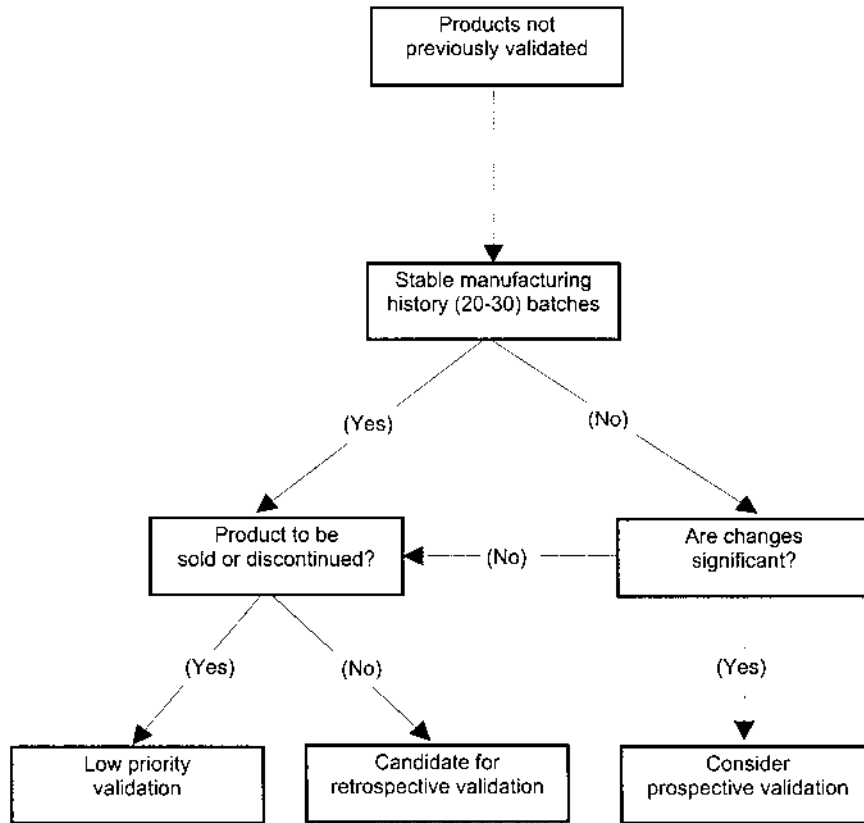 Products not
previously validated
Stable manufacturing
history (20-30) batches
(Yes)
(No)
Product to be
sold or discontinued?
(No)
Are changes
significant?
(Yes)
(No)
(Yes)
Low priority
validation
Candidate for
retrospective validation
Consider
prospective validation